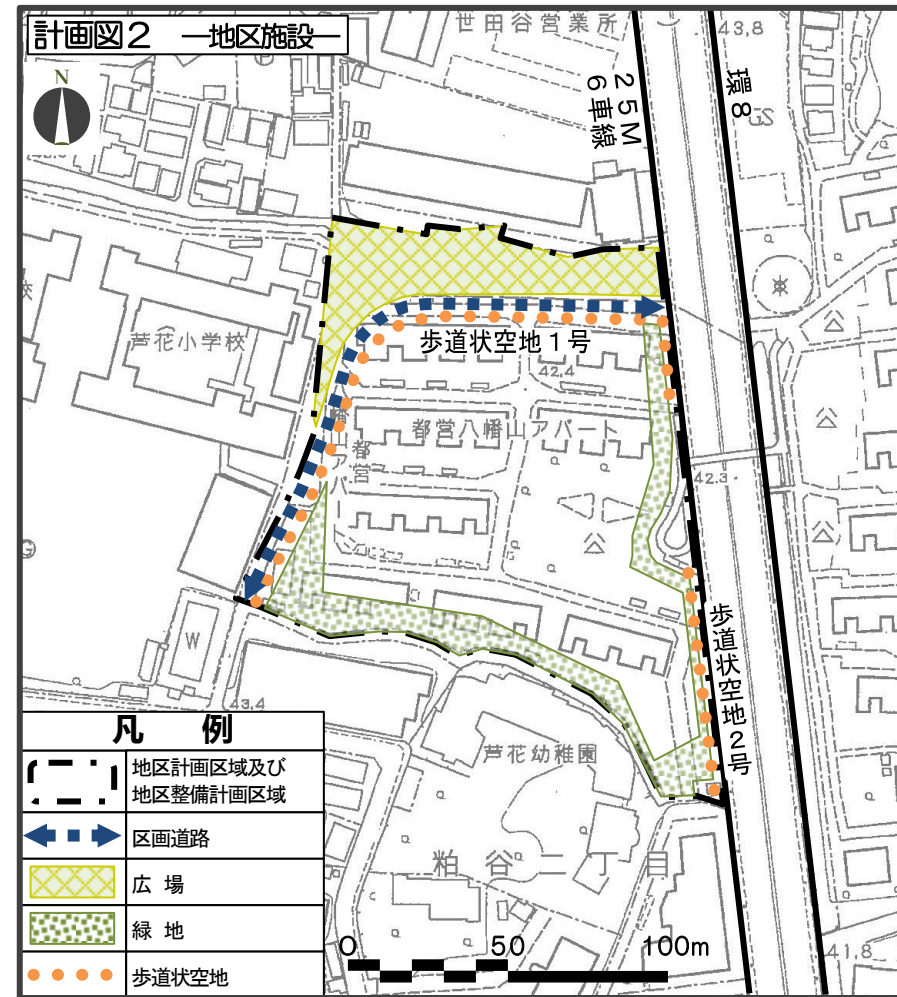 計画図2 ―地区施設―
世田谷営業所
43,8
N
25M
6車線
環8
GS
芦花小学校
歩道状空地1号
42,4
都営八幡山アパート
42.3
W
歩道状空地2号
43,4
芦花幼稚園
粕谷二丁目
凡 例
地区計画区域及び
地区整備計画区域
区画道路
広 場
緑 地
歩道状空地
0 50 100m
41,8